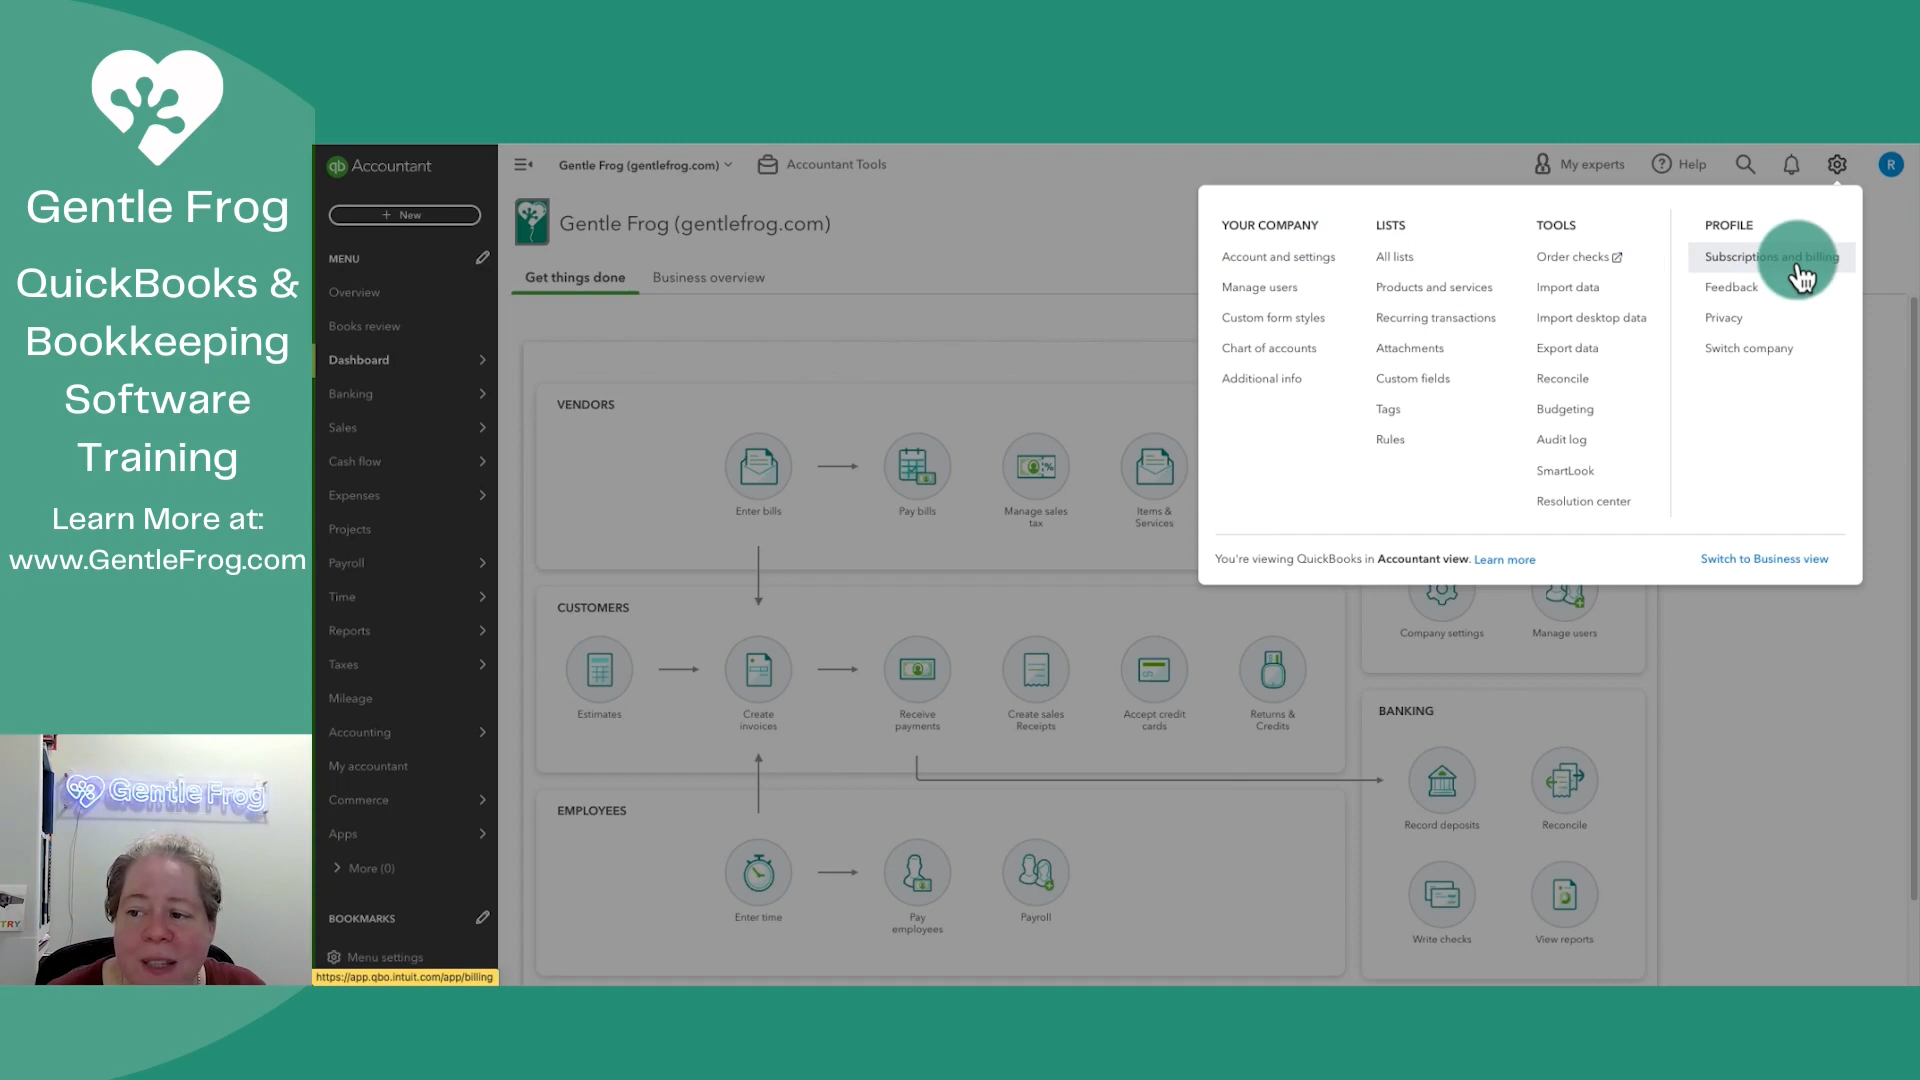 Gentle Frog
QuickBooks &
Bookkeeping
Software
Training
Learn More at:
www.GentleFrog.com
Gentle Frog
TRY
qb Accountant
+ New
MENU
Overview
Books review
Dashboard
Banking
Sales
Cash flow
Expenses
Projects
Payroll
Time
Reports
Taxes
Mileage
Accounting
My accountant
Commerce
Apps
More (0)
BOOKMARKS
Menu settings
https://app.qbo.intuit.com/app/billing
Gentle Frog (gentlefrog.com)
Accountant Tools
My experts
Help
R
Gentle Frog (gentlefrog.com)
Get things done
Business overview
VENDORS
Enter bills
Pay bills
Manage sales
tax
Items &
Services
CUSTOMERS
Estimates
Create
invoices
Receive
payments
Create sales
Receipts
Accept credit
cards
Returns &
Credits
EMPLOYEES
Enter time
Pay
employees
Payroll
YOUR COMPANY
Account and settings
Manage users
Custom form styles
Chart of accounts
Additional info
LISTS
All lists
Products and services
Recurring transactions
Attachments
Custom fields
Tags
Rules
TOOLS
Order checks
Import data
Import desktop data
Export data
Reconcile
Budgeting
Audit log
SmartLook
Resolution center
PROFILE
Subscriptions and billing
Feedback
Privacy
Switch company
You're viewing QuickBooks in Accountant view. Learn more
Switch to Business view
Company settings
Manage users
BANKING
Record deposits
Reconcile
Write checks
View reports